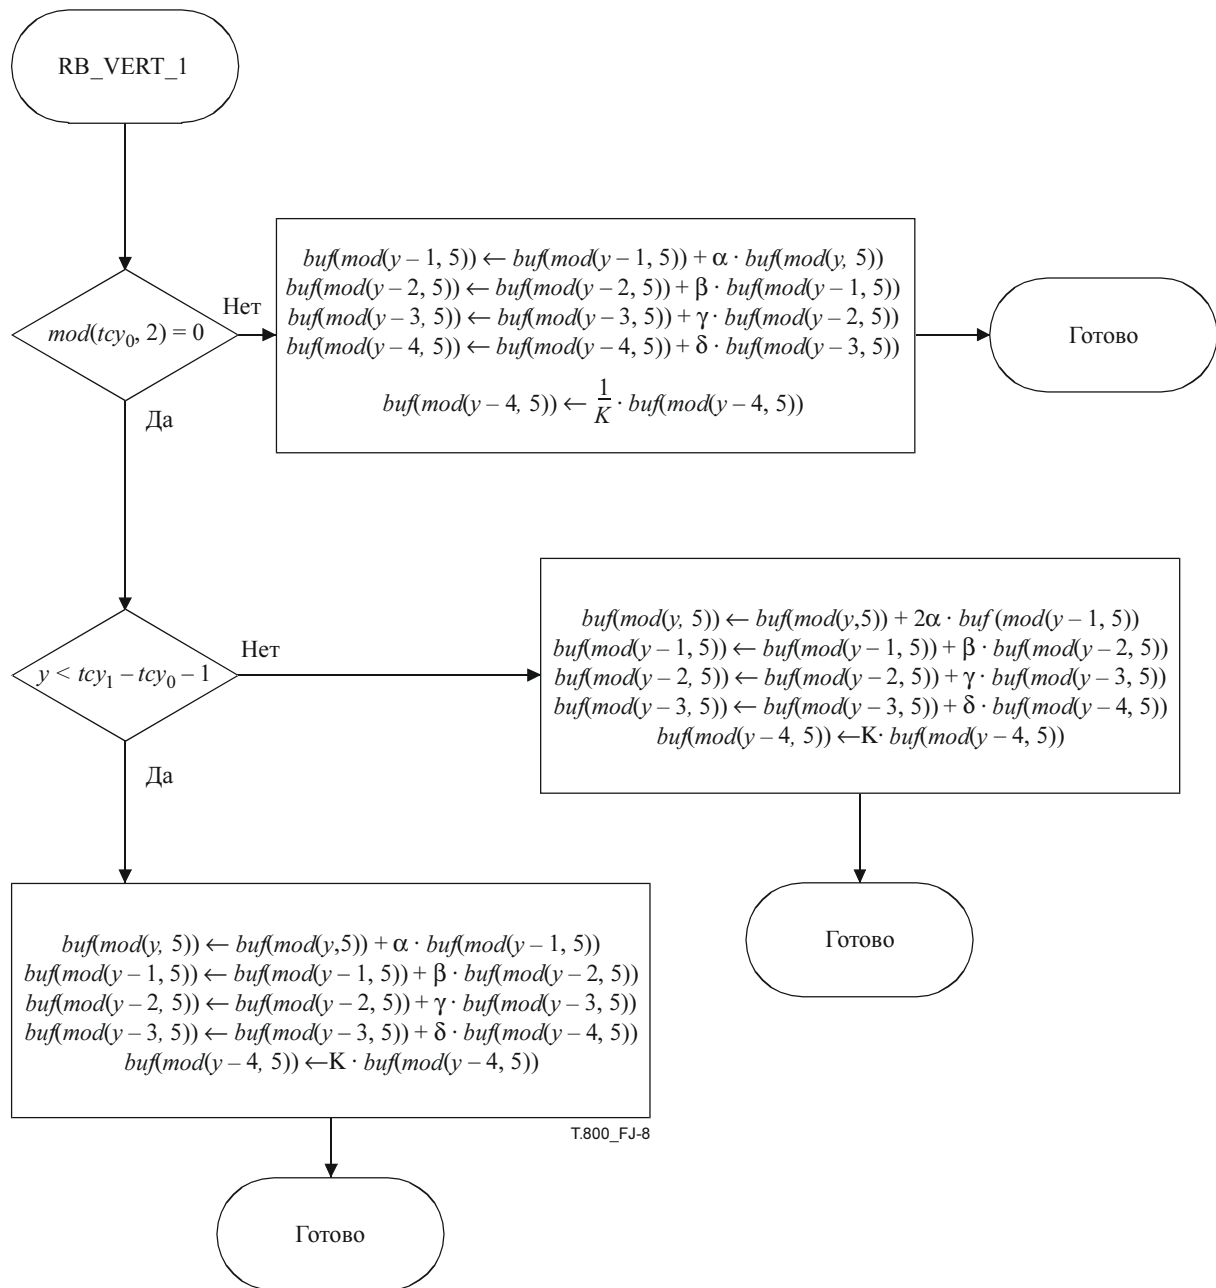 RB_VERT_1
buf(mod(y – 1, 5)) ← buf(mod(y – 1, 5)) + α · buf(mod(y, 5))
buf(mod(y – 2, 5)) ← buf(mod(y – 2, 5)) + β · buf(mod(y – 1, 5))
buf(mod(y – 3, 5)) ← buf(mod(y – 3, 5)) + γ · buf(mod(y – 2, 5))
buf(mod(y – 4, 5)) ← buf(mod(y – 4, 5)) + δ · buf(mod(y – 3, 5))
buf(mod(y – 4, 5)) ← 1/K · buf(mod(y – 4, 5))
Нет
mod(tcy₀, 2) = 0
Готово
Да
buf(mod(y, 5)) ← buf(mod(y,5)) + 2α · buf (mod(y – 1, 5))
buf(mod(y – 1, 5)) ← buf(mod(y – 1, 5)) + β · buf(mod(y – 2, 5))
buf(mod(y – 2, 5)) ← buf(mod(y – 2, 5)) + γ · buf(mod(y – 3, 5))
buf(mod(y – 3, 5)) ← buf(mod(y – 3, 5)) + δ · buf(mod(y – 4, 5))
buf(mod(y – 4, 5)) ←K· buf(mod(y – 4, 5))
Нет
y < tcy₁ – tcy₀ – 1
Да
Готово
buf(mod(y, 5)) ← buf(mod(y,5)) + α · buf(mod(y – 1, 5))
buf(mod(y – 1, 5)) ← buf(mod(y – 1, 5)) + β · buf(mod(y – 2, 5))
buf(mod(y – 2, 5)) ← buf(mod(y – 2, 5)) + γ · buf(mod(y – 3, 5))
buf(mod(y – 3, 5)) ← buf(mod(y – 3, 5)) + δ · buf(mod(y – 4, 5))
buf(mod(y – 4, 5)) ←K · buf(mod(y – 4, 5))
T.800_FJ-8
Готово